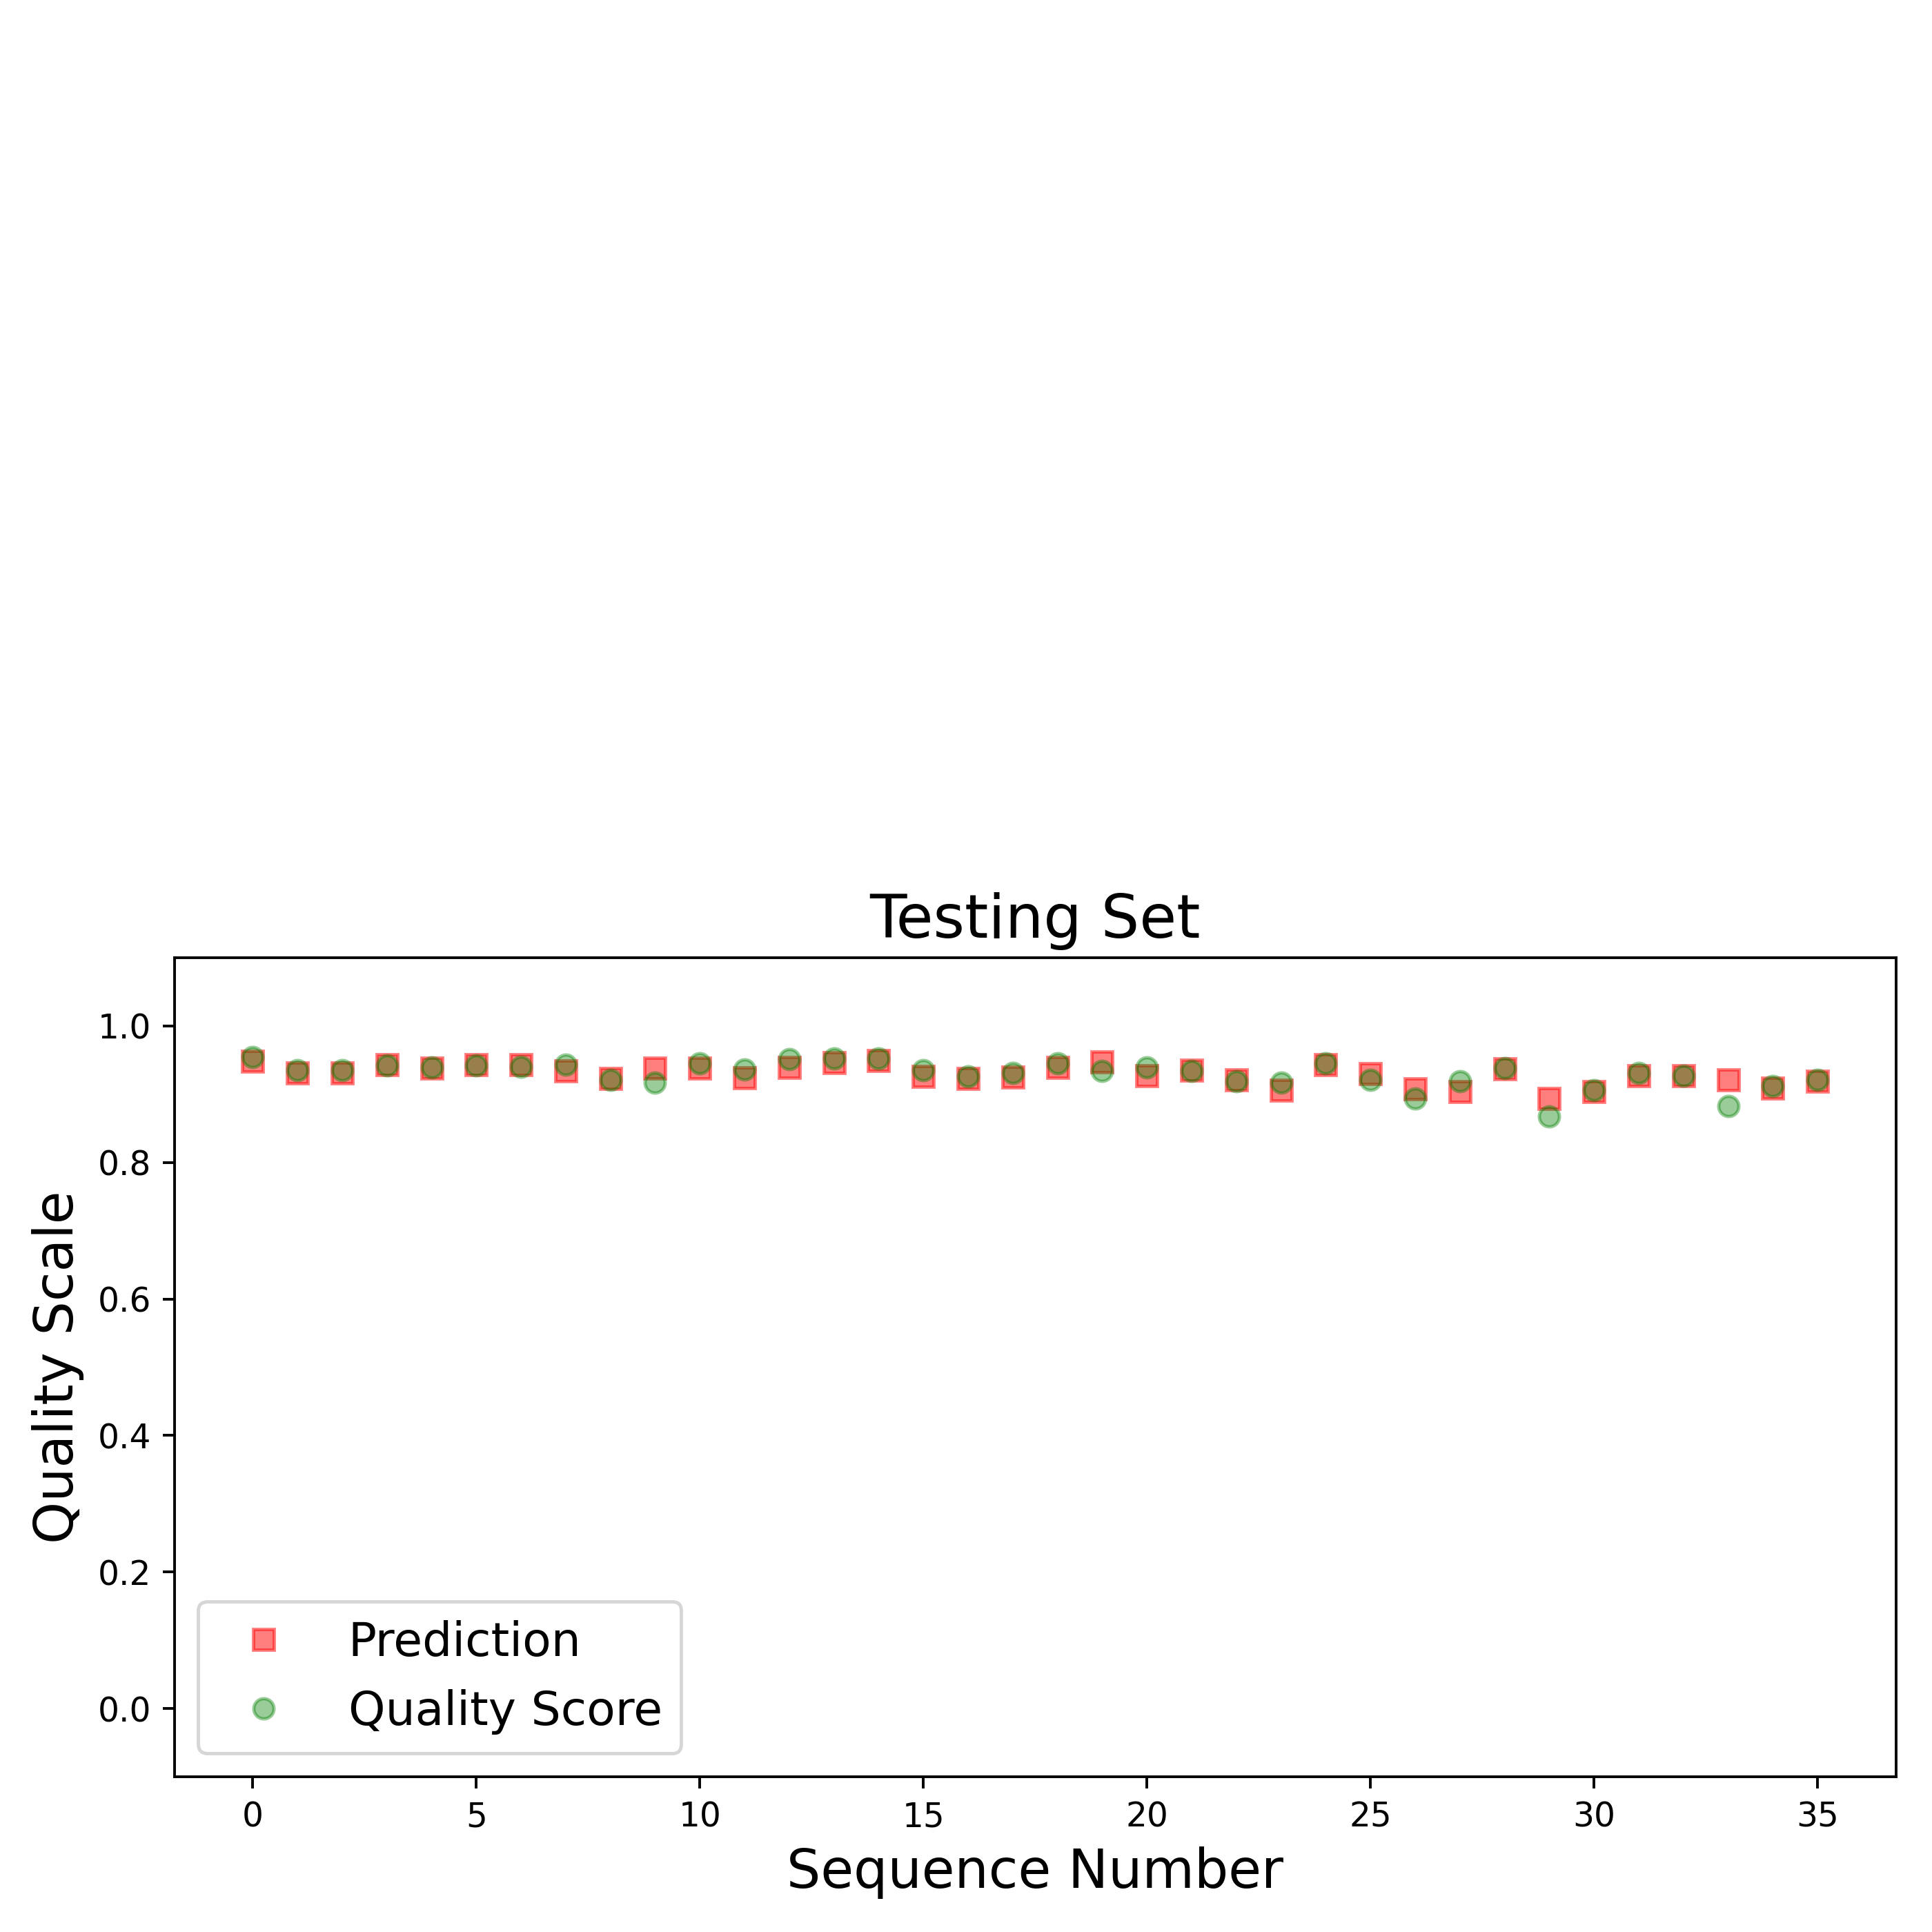 Testing Set
1.0
0.8
0.6
0.4
0.2
0.0
Quality Scale
Prediction
Quality Score
0 5 10 15 20 25 30 35
Sequence Number